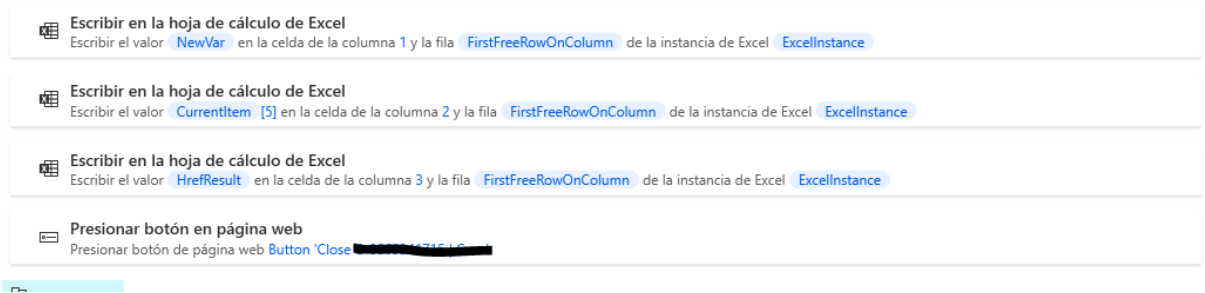 Escribir en la hoja de cálculo de Excel
Escribir el valor NewVar en la celda de la columna 1 y la fila FirstFreeRowOnColumn de la instancia de Excel ExcelInstance
Escribir en la hoja de cálculo de Excel
Escribir el valor CurrentItem [5] en la celda de la columna 2 y la fila FirstFreeRowOnColumn de la instancia de Excel ExcelInstance
Escribir en la hoja de cálculo de Excel
Escribir el valor HrefResult en la celda de la columna 3 y la fila FirstFreeRowOnColumn de la instancia de Excel ExcelInstance
Presionar botón en página web
Presionar botón de página web Button 'Close